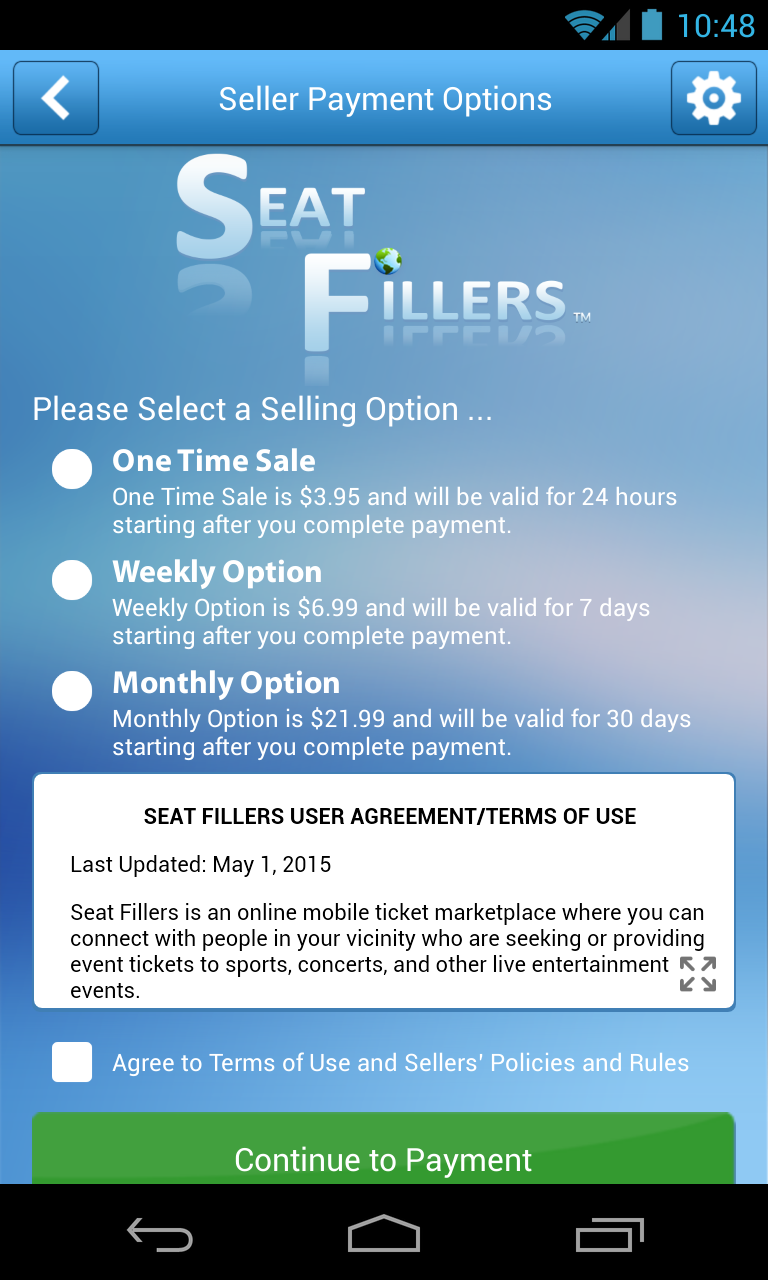 10:48
Seller Payment Options
SEAT
FILLERS ™
Please Select a Selling Option ...
One Time Sale
One Time Sale is $3.95 and will be valid for 24 hours
starting after you complete payment.
Weekly Option
Weekly Option is $6.99 and will be valid for 7 days
starting after you complete payment.
Monthly Option
Monthly Option is $21.99 and will be valid for 30 days
starting after you complete payment.
SEAT FILLERS USER AGREEMENT/TERMS OF USE
Last Updated: May 1, 2015
Seat Fillers is an online mobile ticket marketplace where you can
connect with people in your vicinity who are seeking or providing
event tickets to sports, concerts, and other live entertainment
events.
Agree to Terms of Use and Sellers' Policies and Rules
Continue to Payment